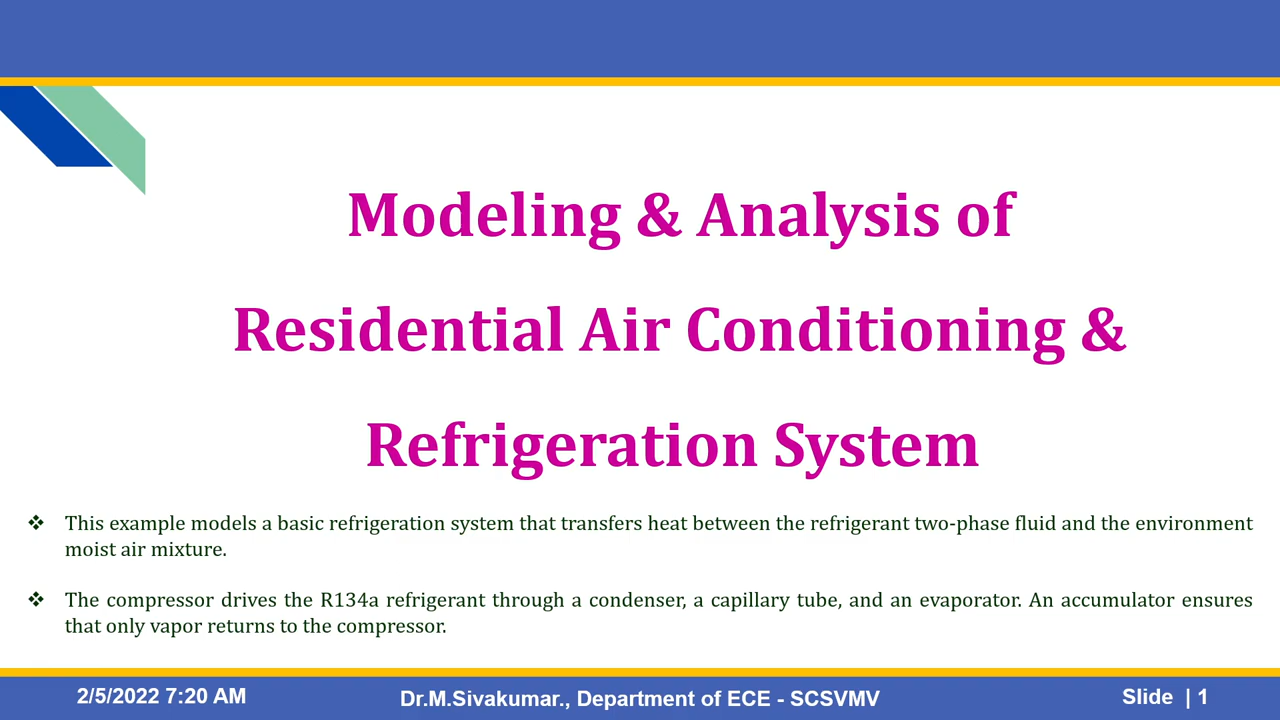 Modeling & Analysis of
Residential Air Conditioning &
Refrigeration System
❖ This example models a basic refrigeration system that transfers heat between the refrigerant two-phase fluid and the environment
moist air mixture.
❖ The compressor drives the R134a refrigerant through a condenser, a capillary tube, and an evaporator. An accumulator ensures
that only vapor returns to the compressor.
2/5/2022 7:20 AM
Dr.M.Sivakumar., Department of ECE - SCSVMV
Slide | 1